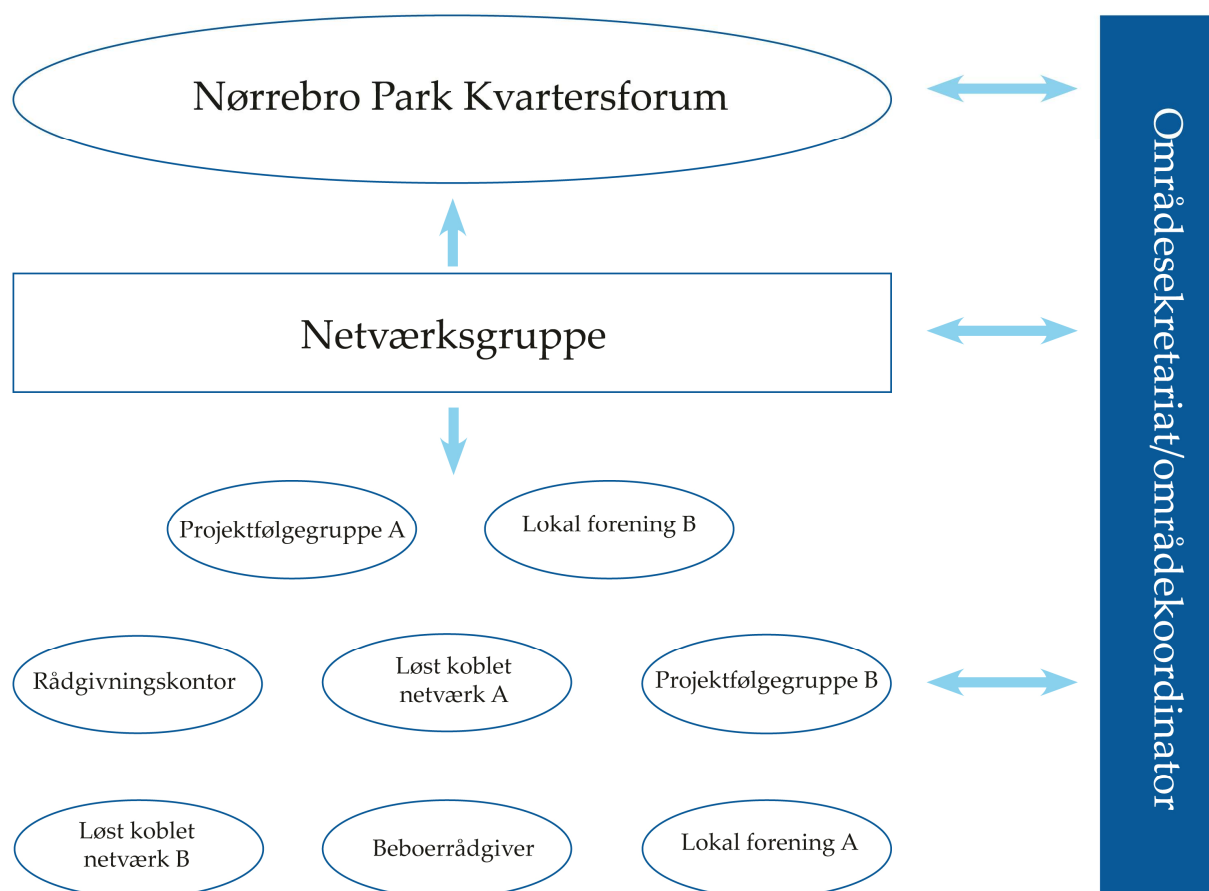 Nørrebro Park Kvartersforum
Netværksgruppe
Projektfølgegruppe A
Lokal forening B
Rådgivningskontor
Løst koblet
netværk A
Projektfølgegruppe B
Løst koblet
netværk B
Beboerrådgiver
Lokal forening A
Områdesekretariat/områdekoordinator